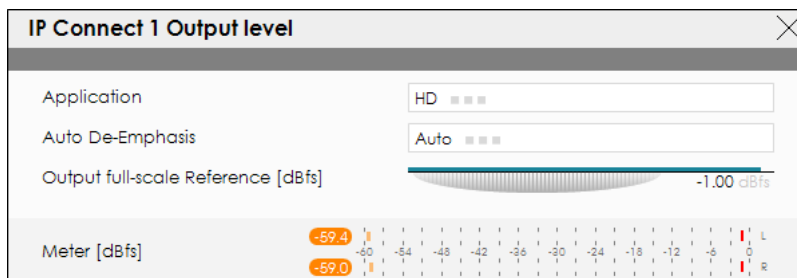 IP Connect 1 Output level
Application HD
Auto De-Emphasis Auto
Output full-scale Reference [dBfs] -1.00 dBfs
-59.4 L
Meter [dBfs] -60 -54 -48 -42 -36 -30 -24 -18 -12 -6 0
-59.0 R